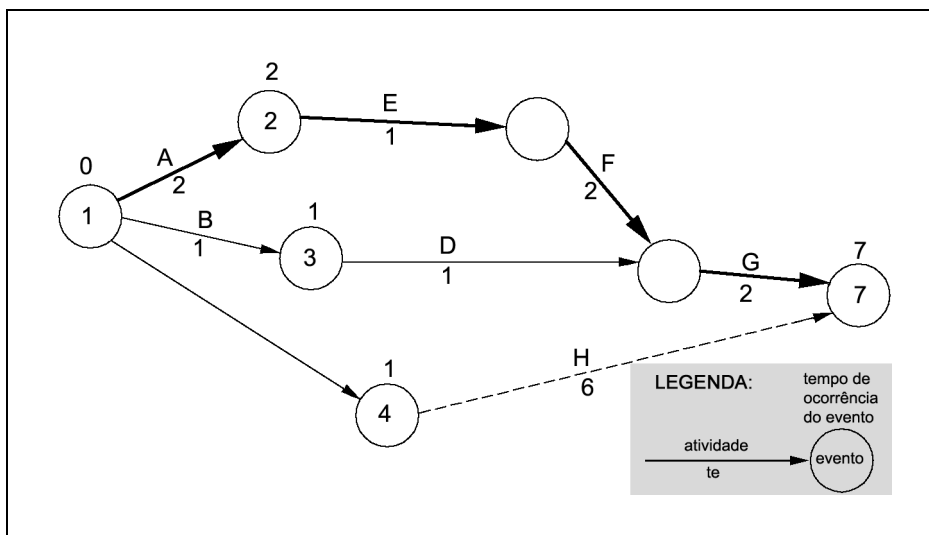 2
E
2
1
A
0
2
F
2
1
B
1
1
3
D
1
G
2
7
7
1
4
H
6
LEGENDA:
tempo de
ocorrência
do evento
atividade
te
evento